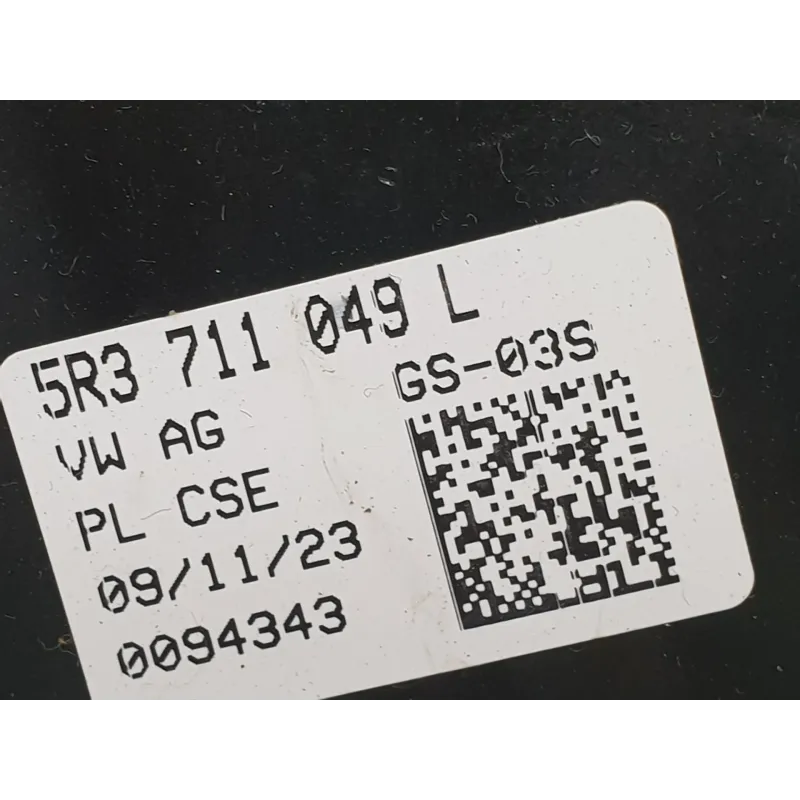 5R3 711 049 L
GS-03S
VW AG
PL CSE
09/11/23
0094343